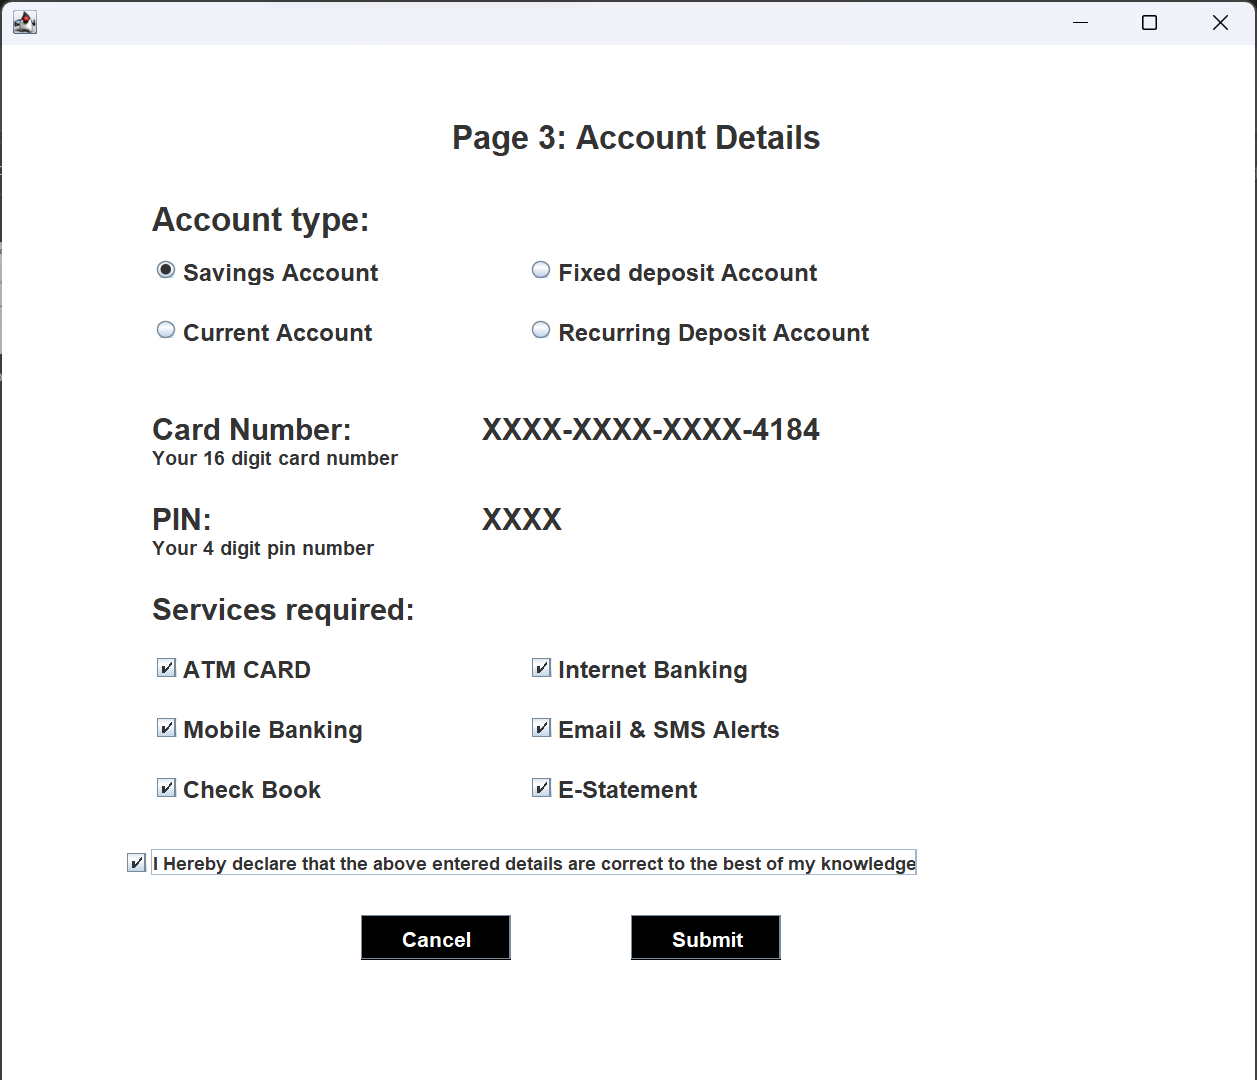 Page 3: Account Details
Account type:
Savings Account Fixed deposit Account
Current Account Recurring Deposit Account
Card Number: XXXX-XXXX-XXXX-4184
Your 16 digit card number
PIN: XXXX
Your 4 digit pin number
Services required:
ATM CARD Internet Banking
Mobile Banking Email & SMS Alerts
Check Book E-Statement
I Hereby declare that the above entered details are correct to the best of my knowledge
Cancel Submit